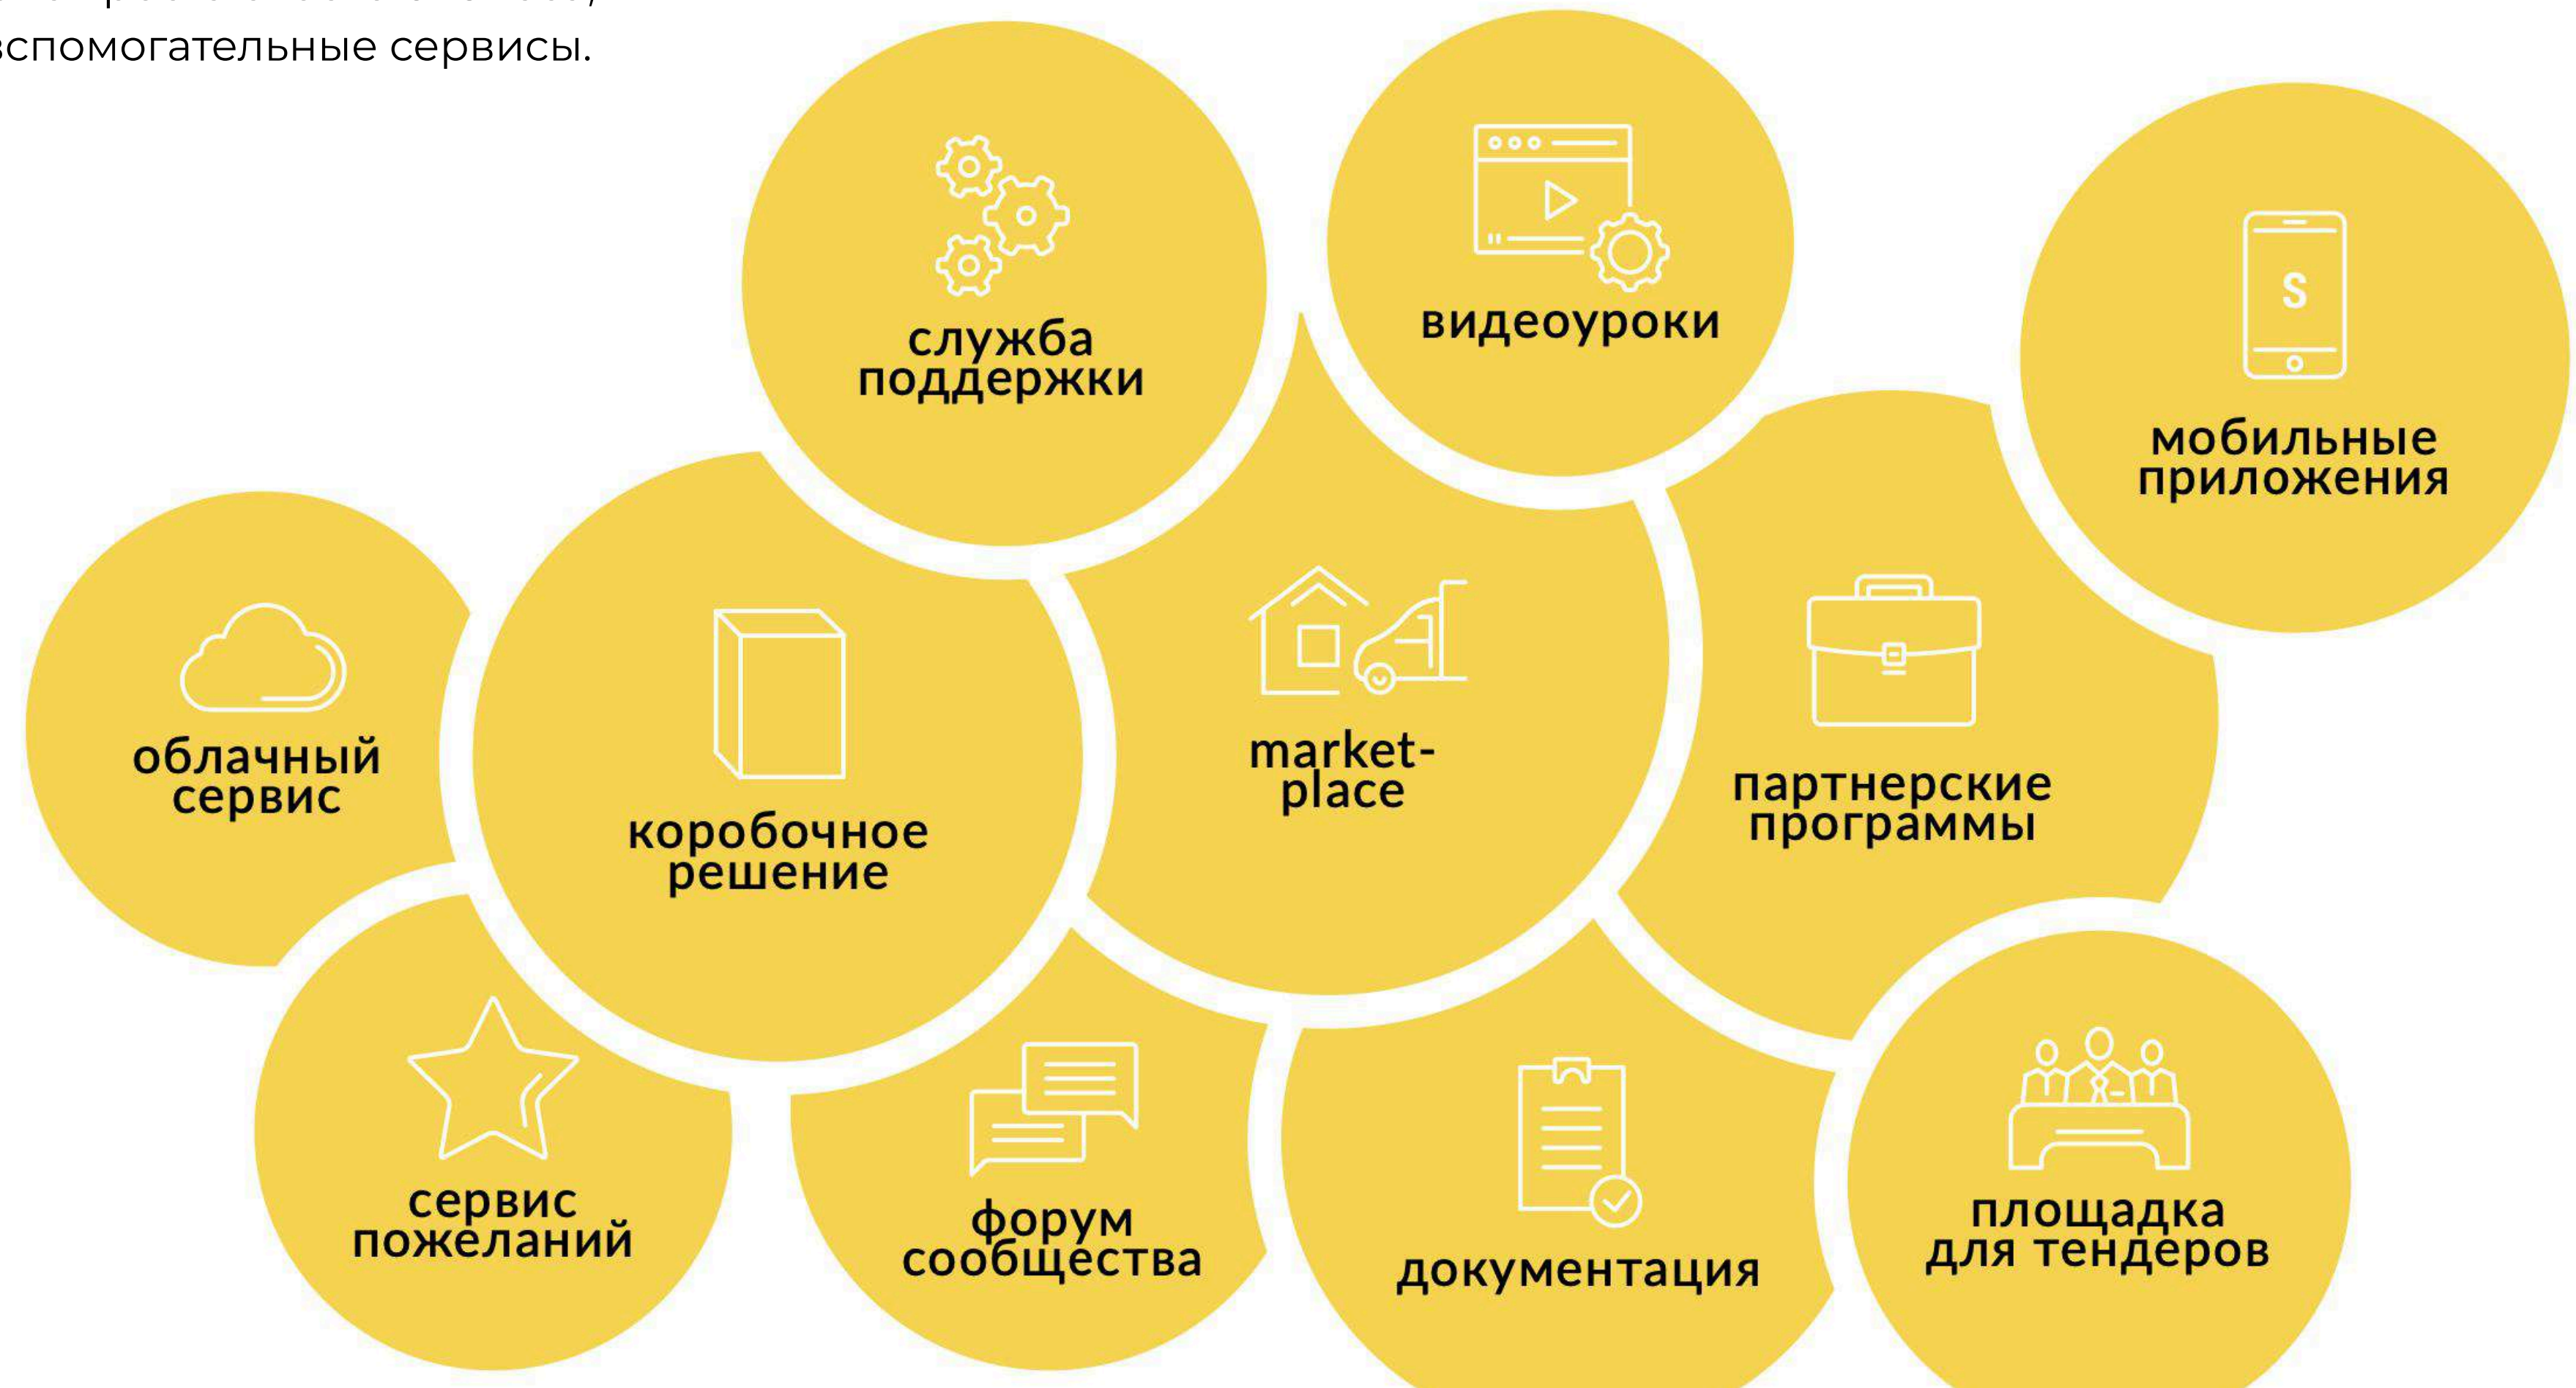 вспомогательные сервисы.
служба
поддержки
видеоуроки
мобильные
приложения
S
облачный
сервис
коробочное
решение
market-
place
партнерские
программы
сервис
пожеланий
форум
сообщества
документация
площадка
для тендеров